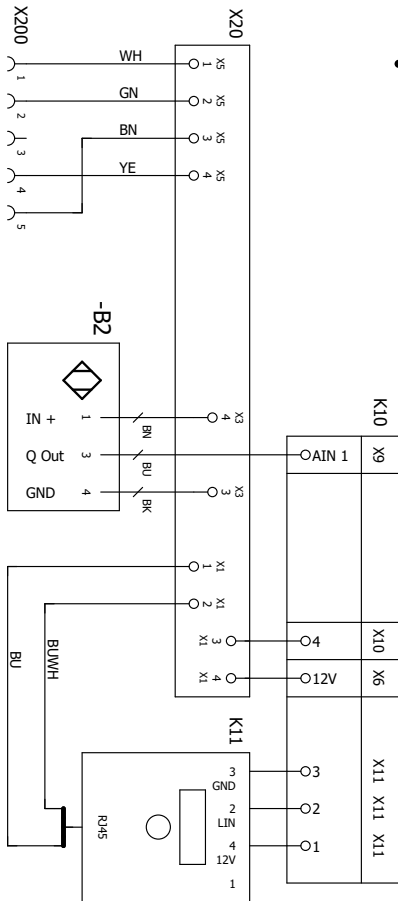 X200
X20
WH
1
1 X5
GN
2
2 X5
BN
3
3 X5
YE
4
4 X5
5
-B2
K10
IN +
1
BN
4 X3
Q Out
3
BU
AIN 1
X9
GND
4
BK
3 X3
1 X1
2 X1
BU
BUWH
X1 3
4
X10
X1 4
12V
X6
K11
RJ45
3
GND
3
X11
2
LIN
2
X11
4
12V
1
X11
1